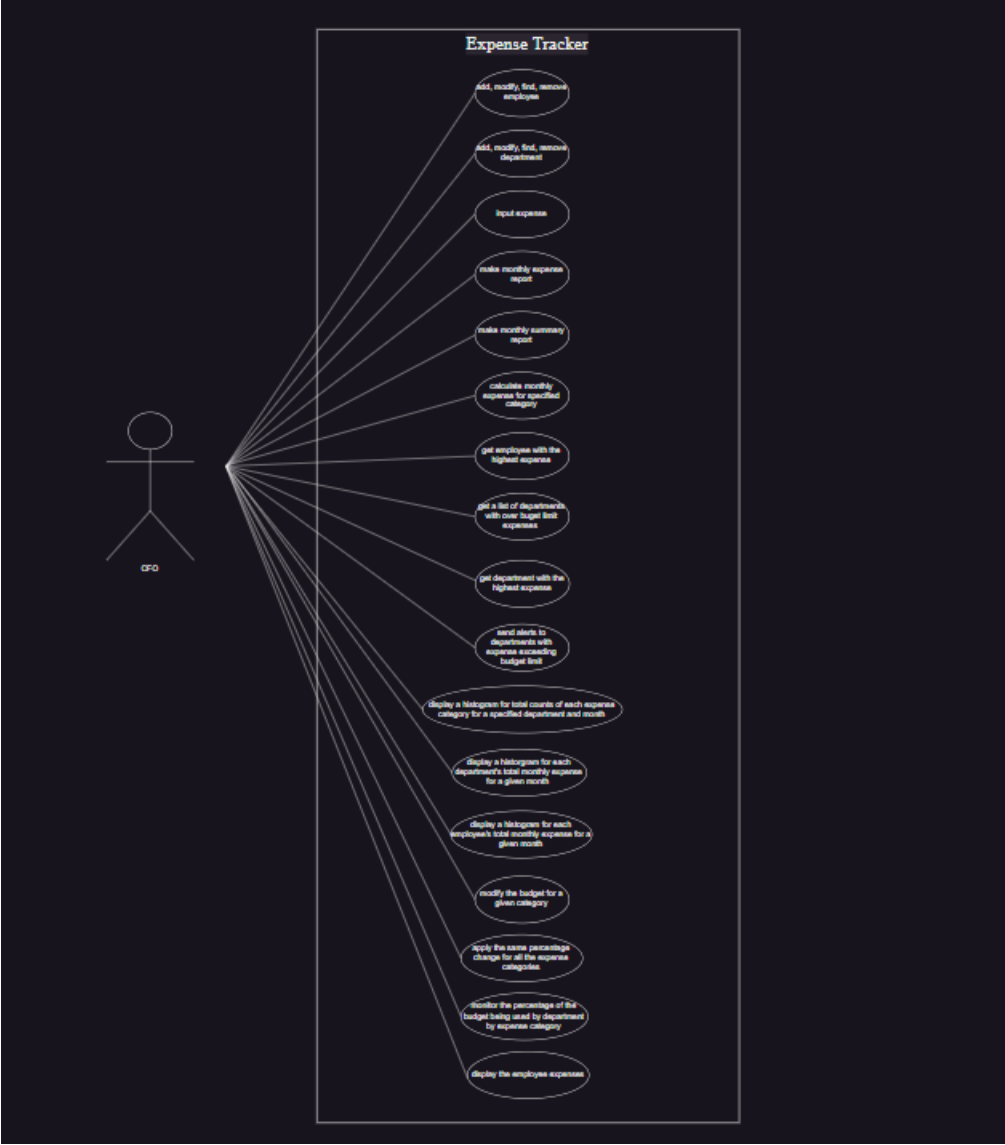 Expense Tracker
add, modify, find, remove
employee
add, modify, find, remove
department
input expense
make monthly expense
report
make monthly summary
report
calculate monthly
expense for specified
category
get employee with the
highest expense
get a list of departments
with over buget limit
expenses
get department with the
highest expense
send alerts to
departments with
expense exceeding
budget limit
display a histogram for total counts of each expense
category for a specified department and month
display a historgram for each
department's total monthly expense
for a given month
display a histogram for each
employee's total monthly expense for a
given month
modify the budget for a
given category
apply the same percentage
change for all the expense
categories
monitor the percentage of the
budget being used by department
by expense category
display the employee expenses
CFO